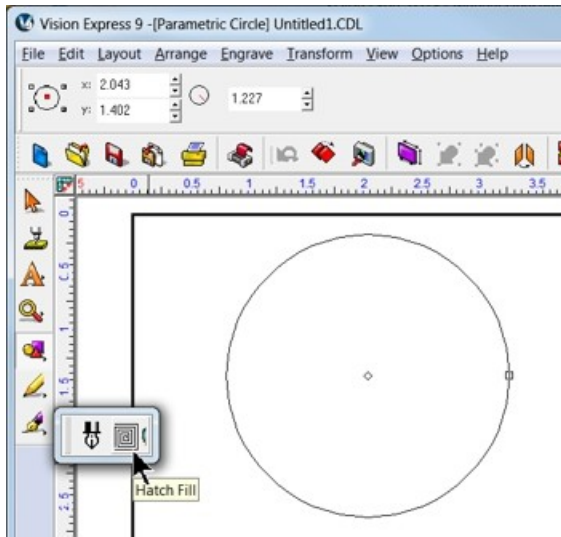 Vision Express 9 -[Parametric Circle] Untitled1.CDL
File Edit Layout Arrange Engrave Transform View Options Help
x: 2.043
y: 1.402
1.227
5 0 0.5 1 1.5 2 2.5 3 3.5
0
0.5
1
1.5
2.5
Hatch Fill